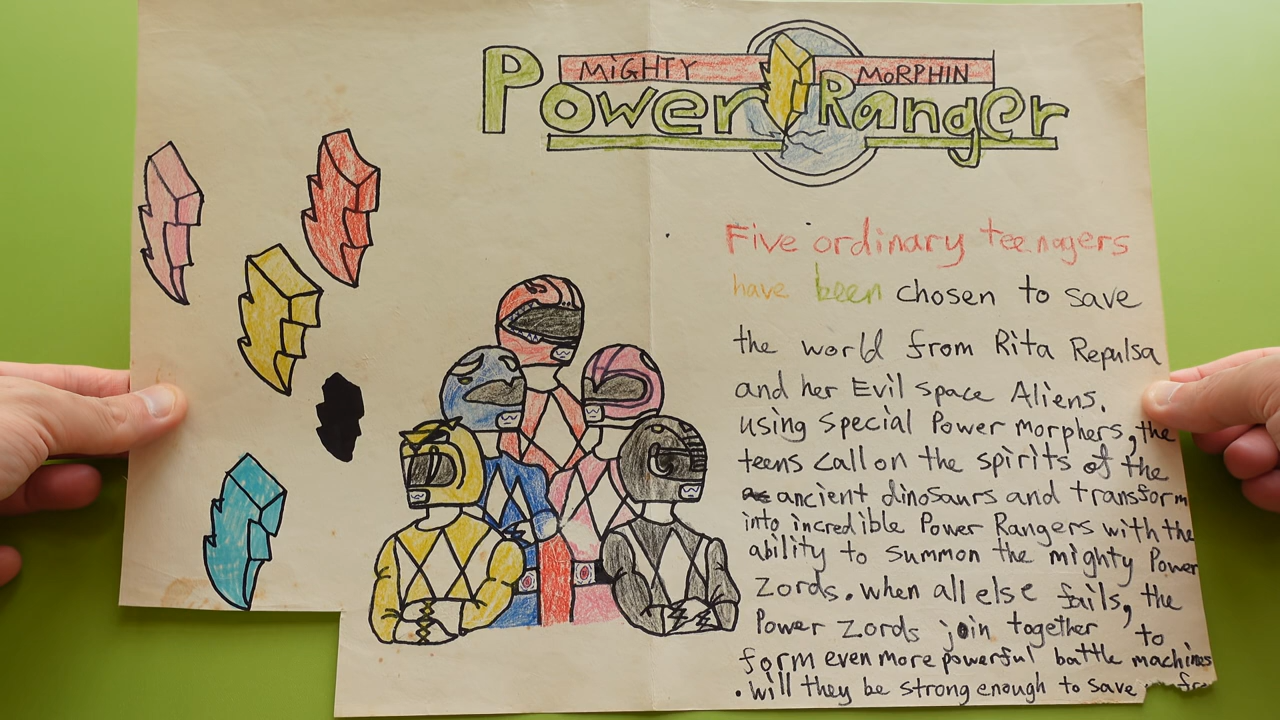 MiGHTY MoRPHIN
Power Ranger
Five ordinary teenagers
have been chosen to save
the world from Rita Repulsa
and her Evil space Aliens.
using special Power morphers, the
teens call on the spirits of the
ancient dinosaurs and transform
into incredible Power Rangers with the
ability to summon the mighty Power
Zords. when all else fails, the
Power Zords join together, to
form even more powerful battle machines
. will they be strong enough to save